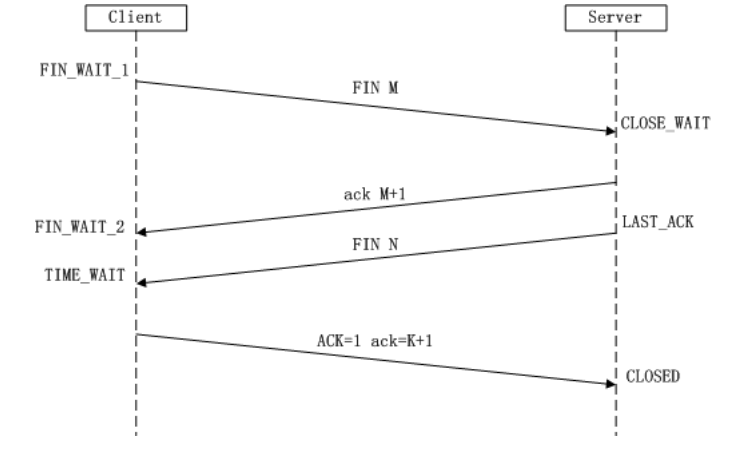 Client
Server
FIN_WAIT_1
FIN M
CLOSE_WAIT
ack M+1
FIN_WAIT_2
LAST_ACK
FIN N
TIME_WAIT
ACK=1 ack=K+1
CLOSED